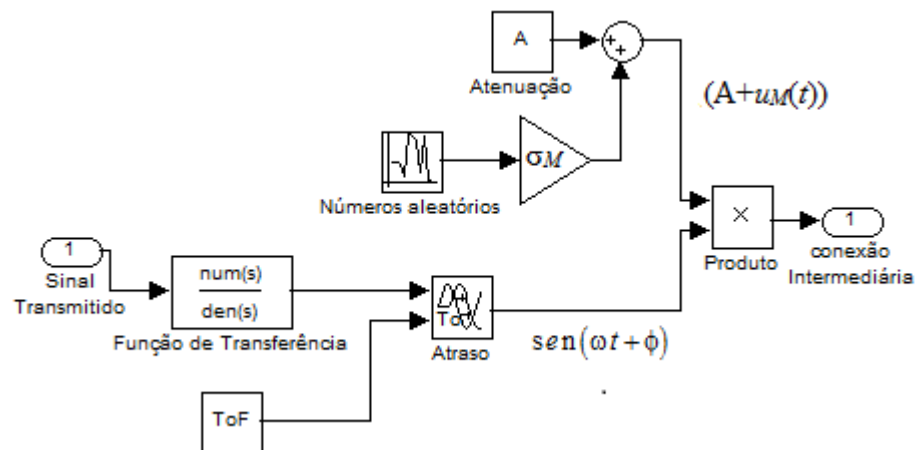 A
+
+
Atenuação
(A+uM(t))
σM
Números aleatórios
×
1
Produto
conexão
Intermediária
1
Sinal
Transmitido
num(s)
den(s)
Função de Transferência
To
Atraso
sen(ωt+ϕ)
.
ToF